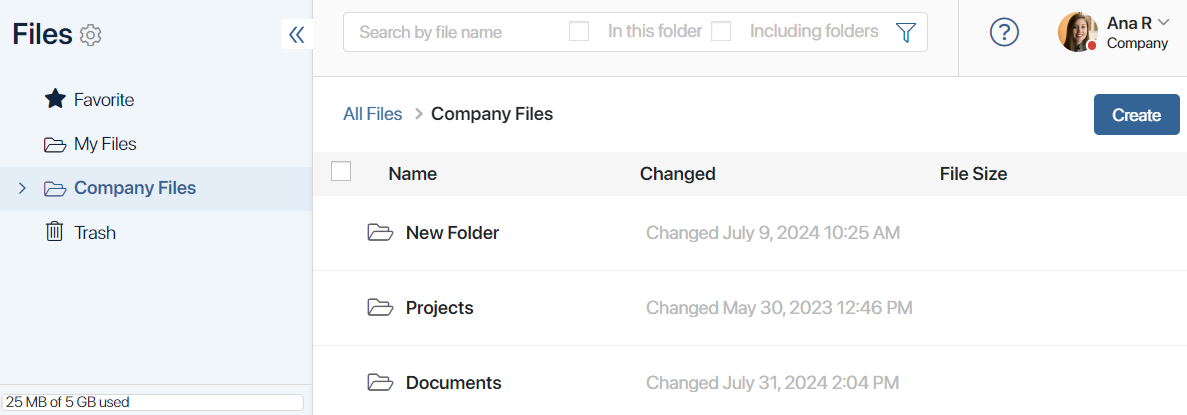 Files
Favorite
My Files
Company Files
Trash
25 MB of 5 GB used
Search by file name In this folder Including folders
?
Ana R
Company
All Files > Company Files
Create
Name Changed File Size
New Folder Changed July 9, 2024 10:25 AM
Projects Changed May 30, 2023 12:46 PM
Documents Changed July 31, 2024 2:04 PM